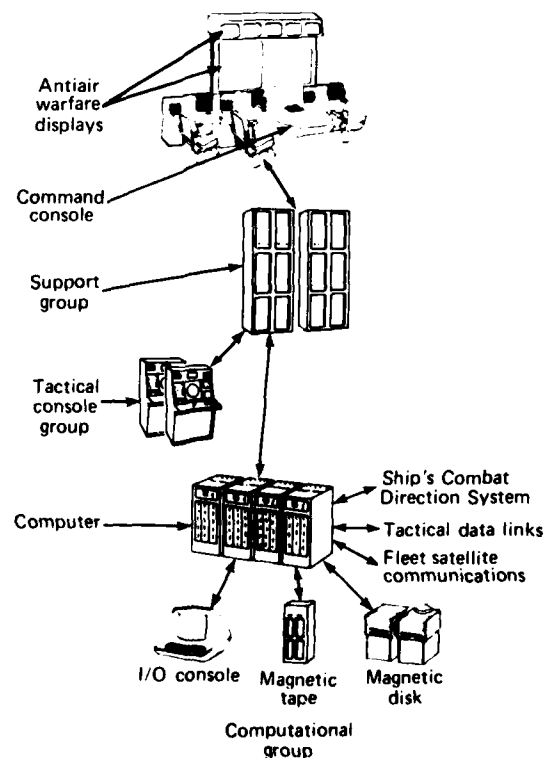 Antiair
warfare
displays
Command
console
Support
group
Tactical
console
group
Computer
Ship's Combat
Direction System
Tactical data links
Fleet satellite
communications
I/O console
Magnetic
tape
Magnetic
disk
Computational
group